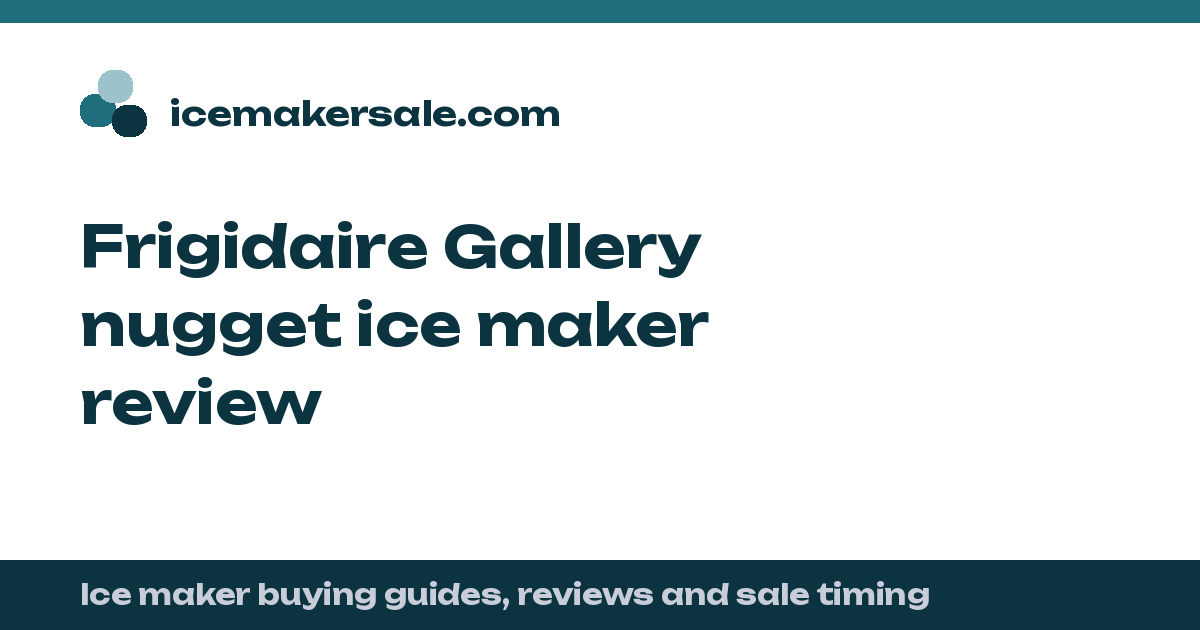 icemakersale.com
Frigidaire Gallery
nugget ice maker
review
Ice maker buying guides, reviews and sale timing